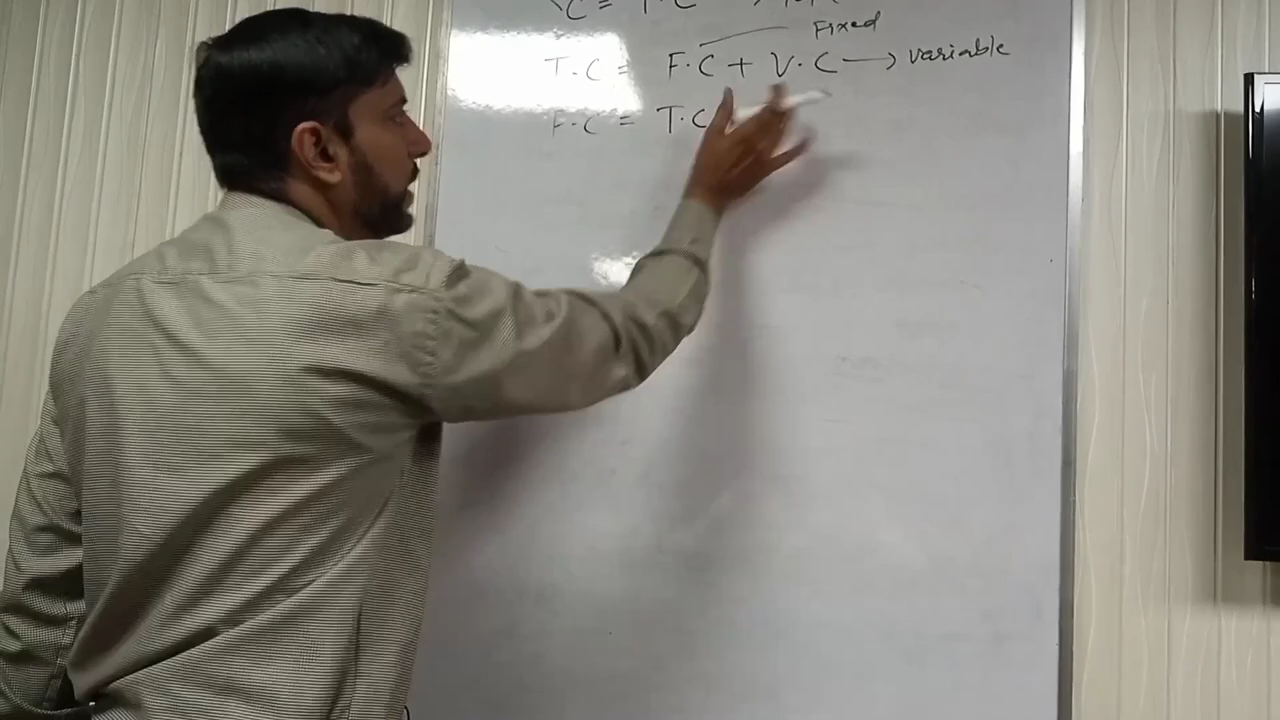 C = T.C
Fixed
T.C = F.C + V.C → variable
F.C = T.C